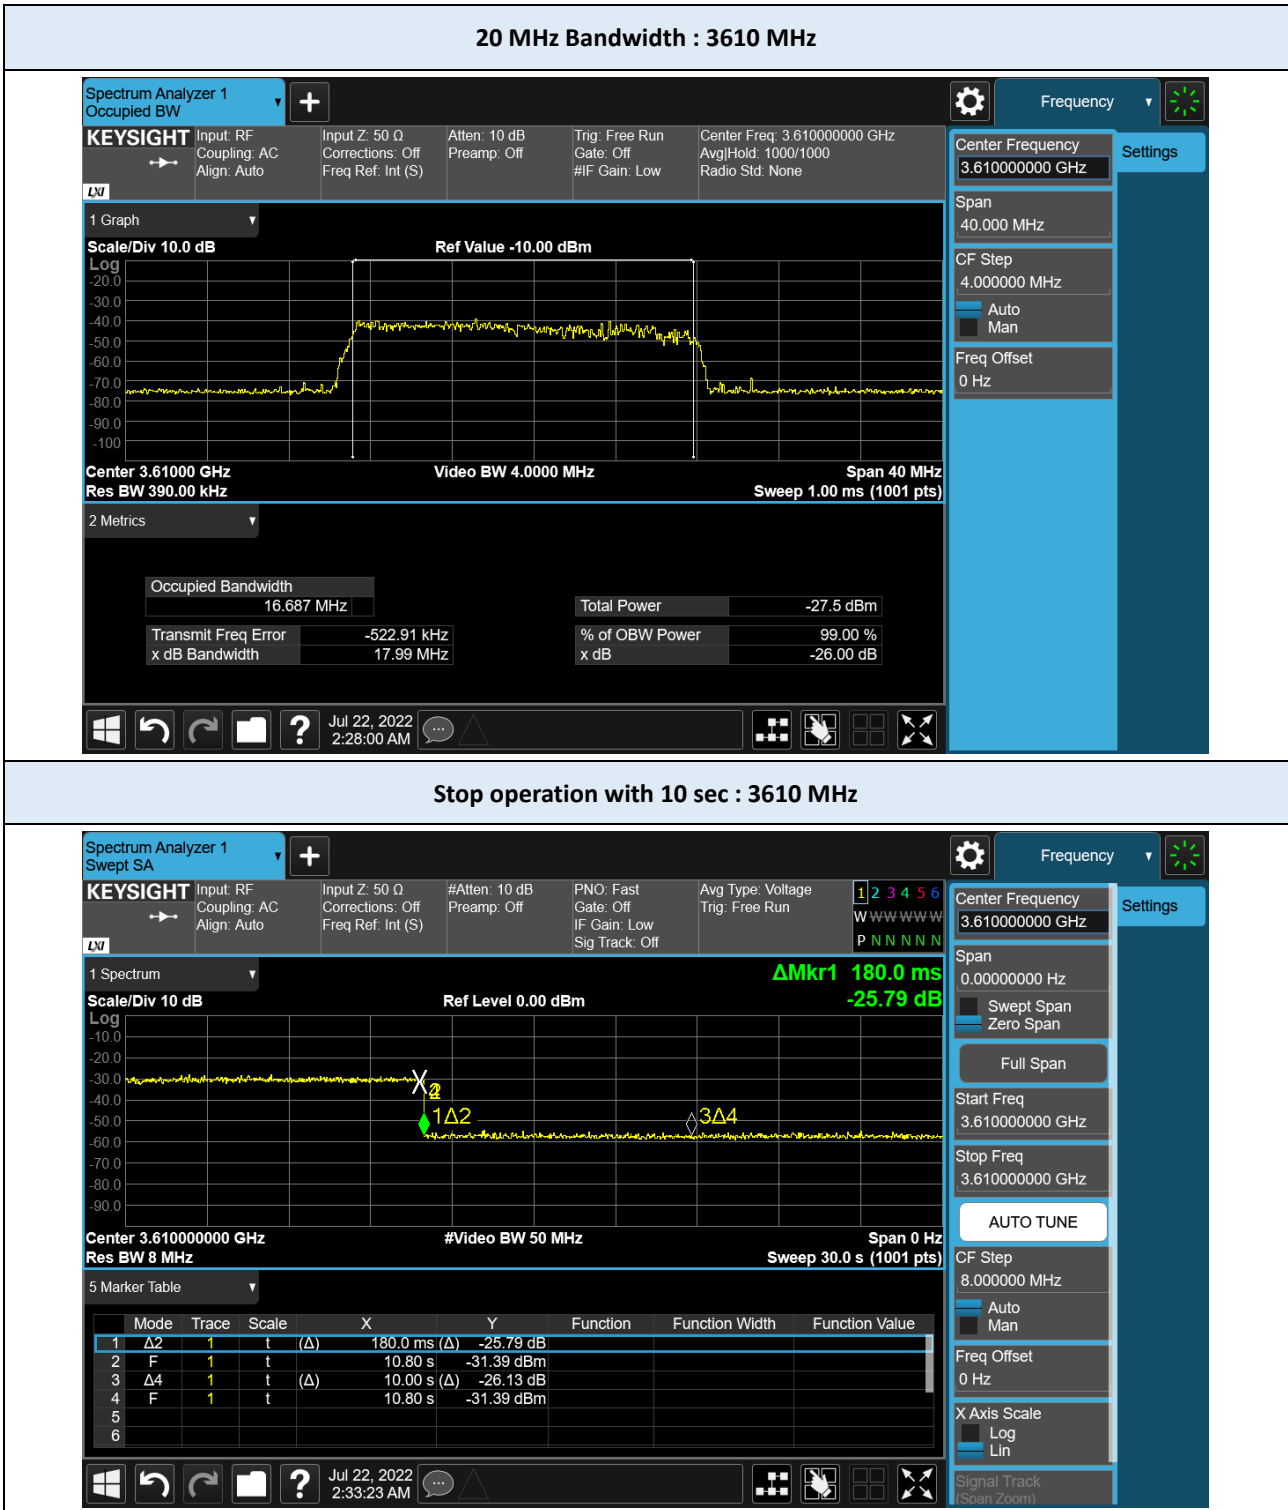 20 MHz Bandwidth : 3610 MHz
Spectrum Analyzer 1
Occupied BW
Frequency
KEYSIGHT
Input: RF
Coupling: AC
Align: Auto
Input Z: 50 Ω
Corrections: Off
Freq Ref: Int (S)
Atten: 10 dB
Preamp: Off
Trig: Free Run
Gate: Off
#IF Gain: Low
Center Freq: 3.610000000 GHz
Avg|Hold: 1000/1000
Radio Std: None
LXI
Center Frequency
3.610000000 GHz
Settings
Span
40.000 MHz
CF Step
4.000000 MHz
Auto
Man
Freq Offset
0 Hz
1 Graph
Scale/Div 10.0 dB
Ref Value -10.00 dBm
Log
-20.0
-30.0
-40.0
-50.0
-60.0
-70.0
-80.0
-90.0
-100
Center 3.61000 GHz
Video BW 4.0000 MHz
Span 40 MHz
Res BW 390.00 kHz
Sweep 1.00 ms (1001 pts)
2 Metrics
Occupied Bandwidth
16.687 MHz
Total Power -27.5 dBm
Transmit Freq Error -522.91 kHz
% of OBW Power 99.00 %
x dB Bandwidth 17.99 MHz
x dB -26.00 dB
?
Jul 22, 2022
2:28:00 AM
Stop operation with 10 sec : 3610 MHz
Spectrum Analyzer 1
Swept SA
Frequency
KEYSIGHT
Input: RF
Coupling: AC
Align: Auto
Input Z: 50 Ω
Corrections: Off
Freq Ref: Int (S)
#Atten: 10 dB
Preamp: Off
PNO: Fast
Gate: Off
IF Gain: Low
Sig Track: Off
Avg Type: Voltage
Trig: Free Run
1 2 3 4 5 6
W W W W W W
P N N N N N
LXI
Center Frequency
3.610000000 GHz
Settings
Span
0.00000000 Hz
Swept Span
Zero Span
Full Span
Start Freq
3.610000000 GHz
Stop Freq
3.610000000 GHz
AUTO TUNE
CF Step
8.000000 MHz
Auto
Man
Freq Offset
0 Hz
X Axis Scale
Log
Lin
Signal Track
(Span Zoom)
1 Spectrum
ΔMkr1 180.0 ms
-25.79 dB
Scale/Div 10 dB
Ref Level 0.00 dBm
Log
-10.0
-20.0
-30.0
-40.0
-50.0
-60.0
-70.0
-80.0
-90.0
1Δ2
3Δ4
Center 3.610000000 GHz
#Video BW 50 MHz
Span 0 Hz
Res BW 8 MHz
Sweep 30.0 s (1001 pts)
5 Marker Table
Mode Trace Scale X Y Function Function Width Function Value
1 Δ2 1 t (Δ) 180.0 ms (Δ) -25.79 dB
2 F 1 t 10.80 s -31.39 dBm
3 Δ4 1 t (Δ) 10.00 s (Δ) -26.13 dB
4 F 1 t 10.80 s -31.39 dBm
5
6
?
Jul 22, 2022
2:33:23 AM